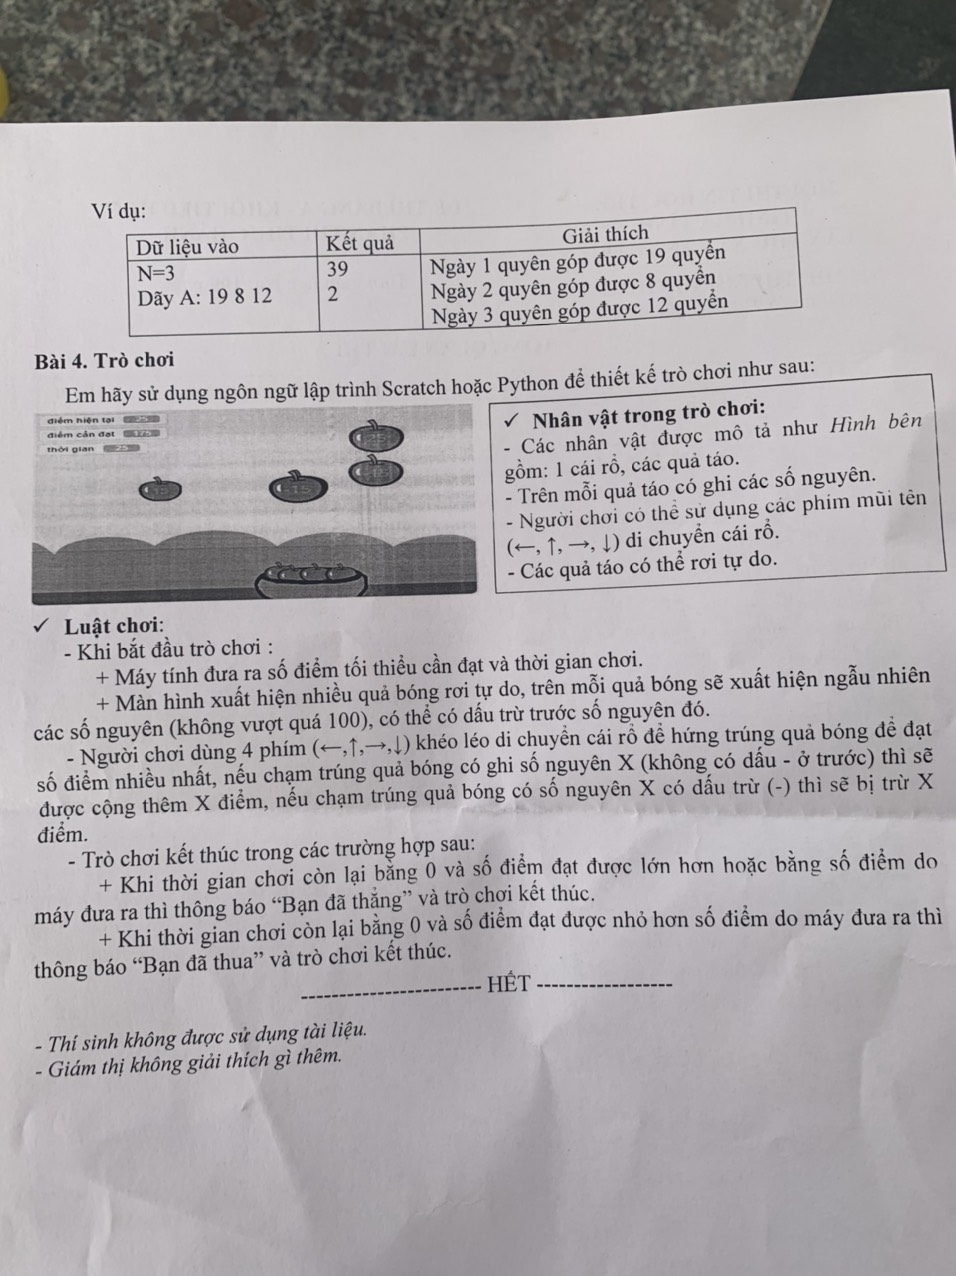 Ví dụ:
Dữ liệu vào Kết quả Giải thích
N=3 39 Ngày 1 quyên góp được 19 quyển
Dãy A: 19 8 12 2 Ngày 2 quyên góp được 8 quyển
Ngày 3 quyên góp được 12 quyển
Bài 4. Trò chơi
Em hãy sử dụng ngôn ngữ lập trình Scratch hoặc Python để thiết kế trò chơi như sau:
điểm hiện tại 25
điểm cần đạt 175
thời gian 25
✓ Nhân vật trong trò chơi:
- Các nhân vật được mô tả như Hình bên
gồm: 1 cái rổ, các quả táo.
- Trên mỗi quả táo có ghi các số nguyên.
- Người chơi có thể sử dụng các phím mũi tên
(←, ↑, →, ↓) di chuyển cái rổ.
- Các quả táo có thể rơi tự do.
✓ Luật chơi:
- Khi bắt đầu trò chơi :
+ Máy tính đưa ra số điểm tối thiểu cần đạt và thời gian chơi.
+ Màn hình xuất hiện nhiều quả bóng rơi tự do, trên mỗi quả bóng sẽ xuất hiện ngẫu nhiên
các số nguyên (không vượt quá 100), có thể có dấu trừ trước số nguyên đó.
- Người chơi dùng 4 phím (←,↑,→,↓) khéo léo di chuyển cái rổ để hứng trúng quả bóng để đạt
số điểm nhiều nhất, nếu chạm trúng quả bóng có ghi số nguyên X (không có dấu - ở trước) thì sẽ
được cộng thêm X điểm, nếu chạm trúng quả bóng có số nguyên X có dấu trừ (-) thì sẽ bị trừ X
điểm.
- Trò chơi kết thúc trong các trường hợp sau:
+ Khi thời gian chơi còn lại bằng 0 và số điểm đạt được lớn hơn hoặc bằng số điểm do
máy đưa ra thì thông báo “Bạn đã thắng” và trò chơi kết thúc.
+ Khi thời gian chơi còn lại bằng 0 và số điểm đạt được nhỏ hơn số điểm do máy đưa ra thì
thông báo “Bạn đã thua” và trò chơi kết thúc.
-------------------- HẾT ------------------
- Thí sinh không được sử dụng tài liệu.
- Giám thị không giải thích gì thêm.